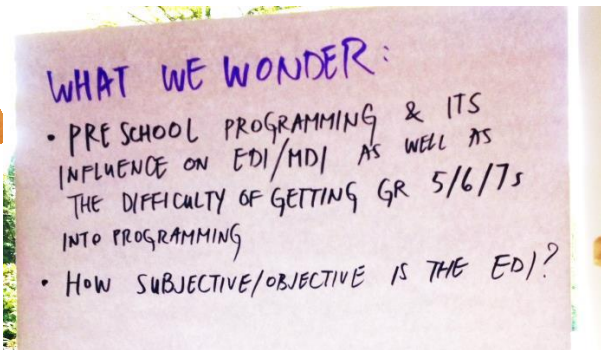 WHAT WE WONDER:
• PRE SCHOOL PROGRAMMING & ITS
INFLUENCE ON EDI/MDI AS WELL AS
THE DIFFICULTY OF GETTING GR 5/6/7s
INTO PROGRAMMING
• HOW SUBJECTIVE/OBJECTIVE IS THE EDI?